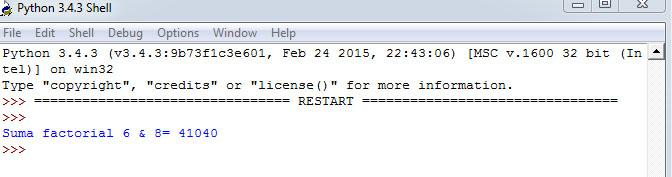 Python 3.4.3 Shell
File Edit Shell Debug Options Window Help
Python 3.4.3 (v3.4.3:9b73f1c3e601, Feb 24 2015, 22:43:06) [MSC v.1600 32 bit (In
tel)] on win32
Type "copyright", "credits" or "license()" for more information.
>>> ================================ RESTART ================================
>>>
Suma factorial 6 & 8= 41040
>>>